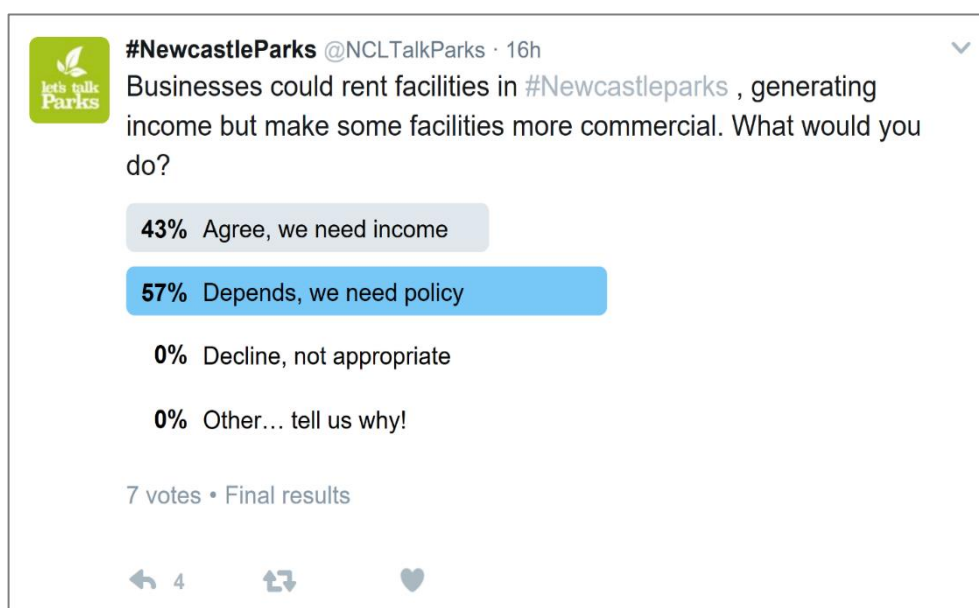 let's talk
Parks
#NewcastleParks @NCLTalkParks · 16h
Businesses could rent facilities in #Newcastleparks , generating
income but make some facilities more commercial. What would you
do?
43% Agree, we need income
57% Depends, we need policy
0% Decline, not appropriate
0% Other… tell us why!
7 votes • Final results
4